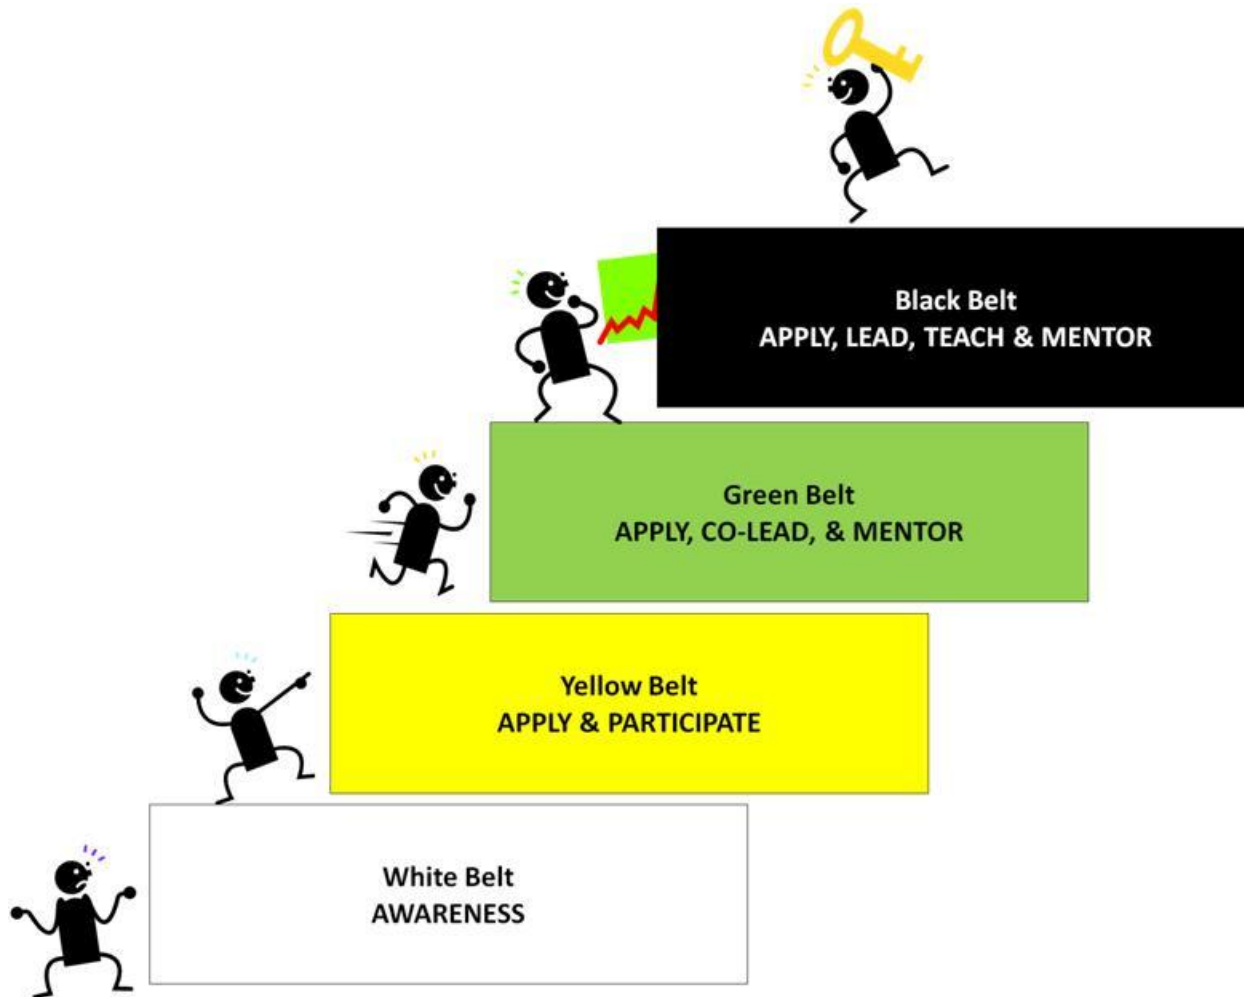 Black Belt
APPLY, LEAD, TEACH & MENTOR
Green Belt
APPLY, CO-LEAD, & MENTOR
Yellow Belt
APPLY & PARTICIPATE
White Belt
AWARENESS